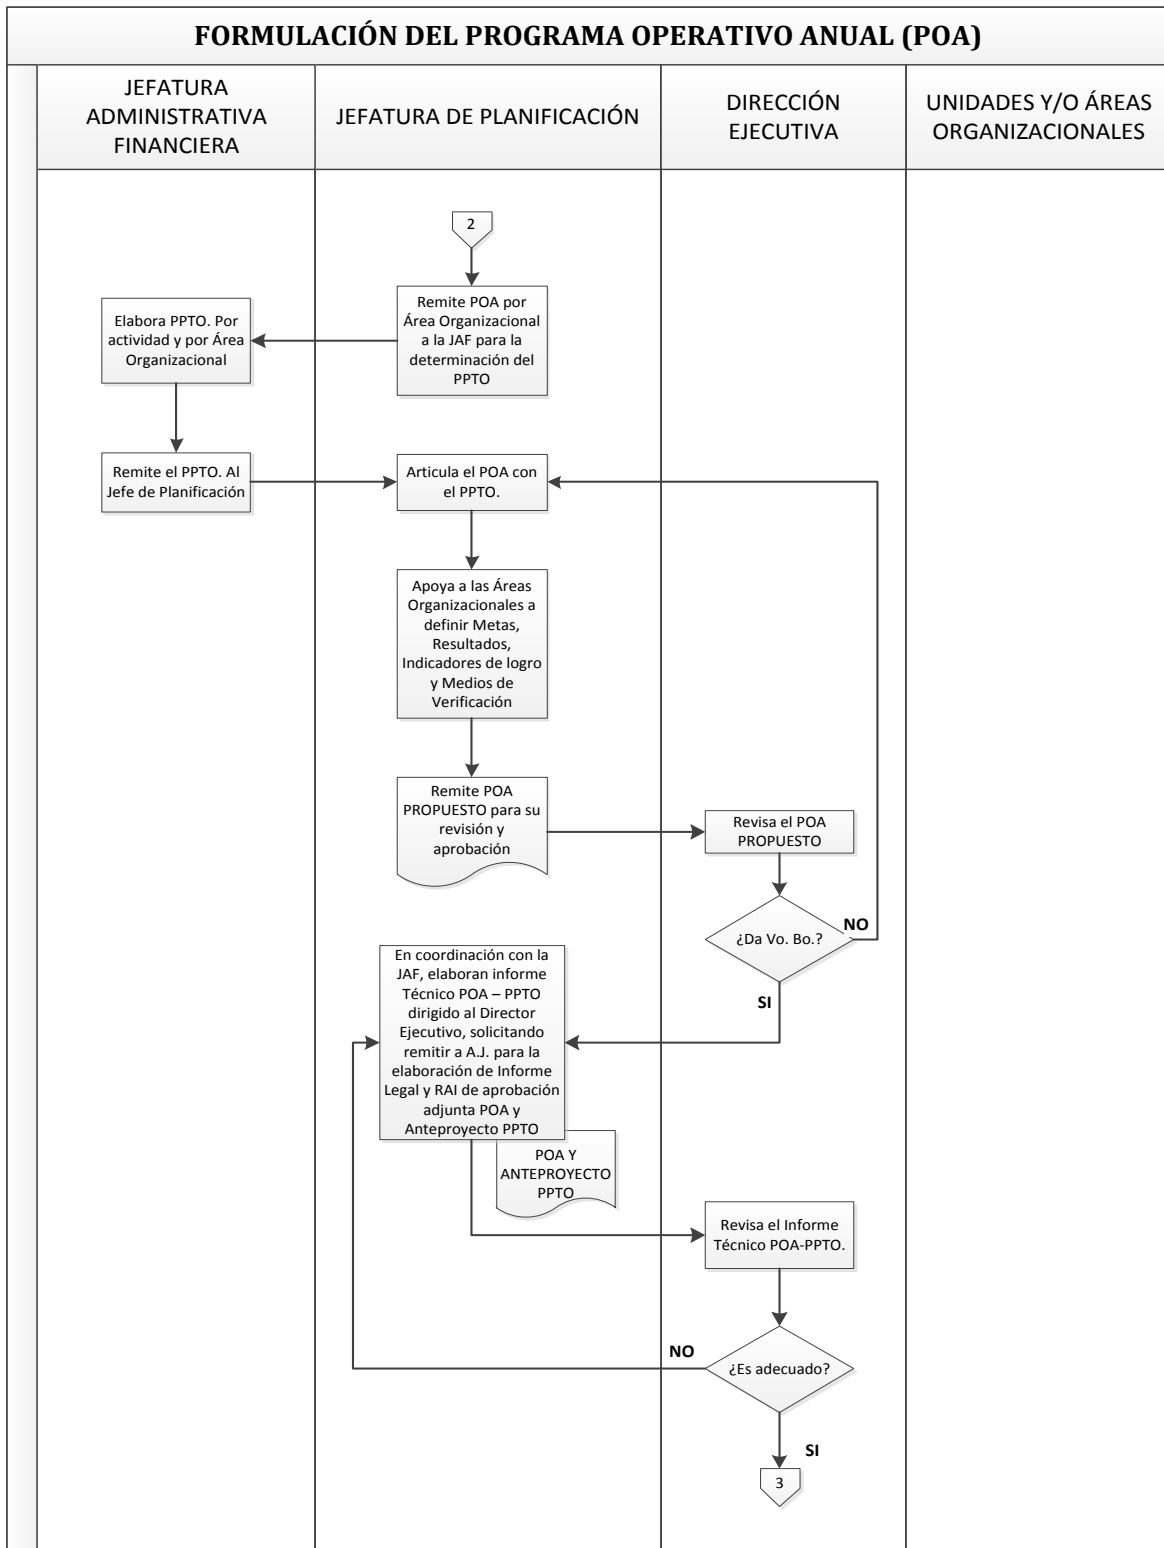 FORMULACIÓN DEL PROGRAMA OPERATIVO ANUAL (POA)
JEFATURA
ADMINISTRATIVA
FINANCIERA
JEFATURA DE PLANIFICACIÓN
DIRECCIÓN
EJECUTIVA
UNIDADES Y/O ÁREAS
ORGANIZACIONALES
2
Remite POA por
Área Organizacional
a la JAF para la
determinación del
PPTO
Elabora PPTO. Por
actividad y por Área
Organizacional
Remite el PPTO. Al
Jefe de Planificación
Articula el POA con
el PPTO.
Apoya a las Áreas
Organizacionales a
definir Metas,
Resultados,
Indicadores de logro
y Medios de
Verificación
Remite POA
PROPUESTO para su
revisión y
aprobación
Revisa el POA
PROPUESTO
¿Da Vo. Bo.?
NO
SI
En coordinación con la
JAF, elaboran informe
Técnico POA – PPTO
dirigido al Director
Ejecutivo, solicitando
remitir a A.J. para la
elaboración de Informe
Legal y RAI de aprobación
adjunta POA y
Anteproyecto PPTO
POA Y
ANTEPROYECTO
PPTO
Revisa el Informe
Técnico POA-PPTO.
¿Es adecuado?
NO
SI
3